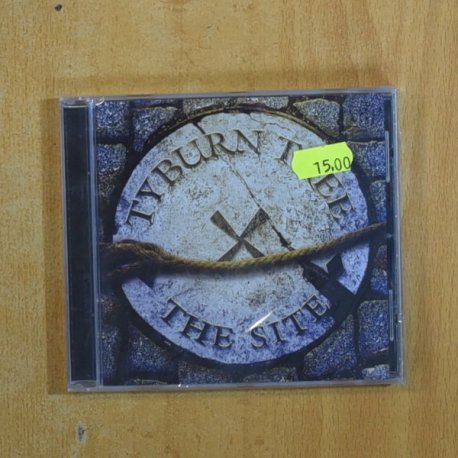 TYBURN TREE
THE SITE
15,00